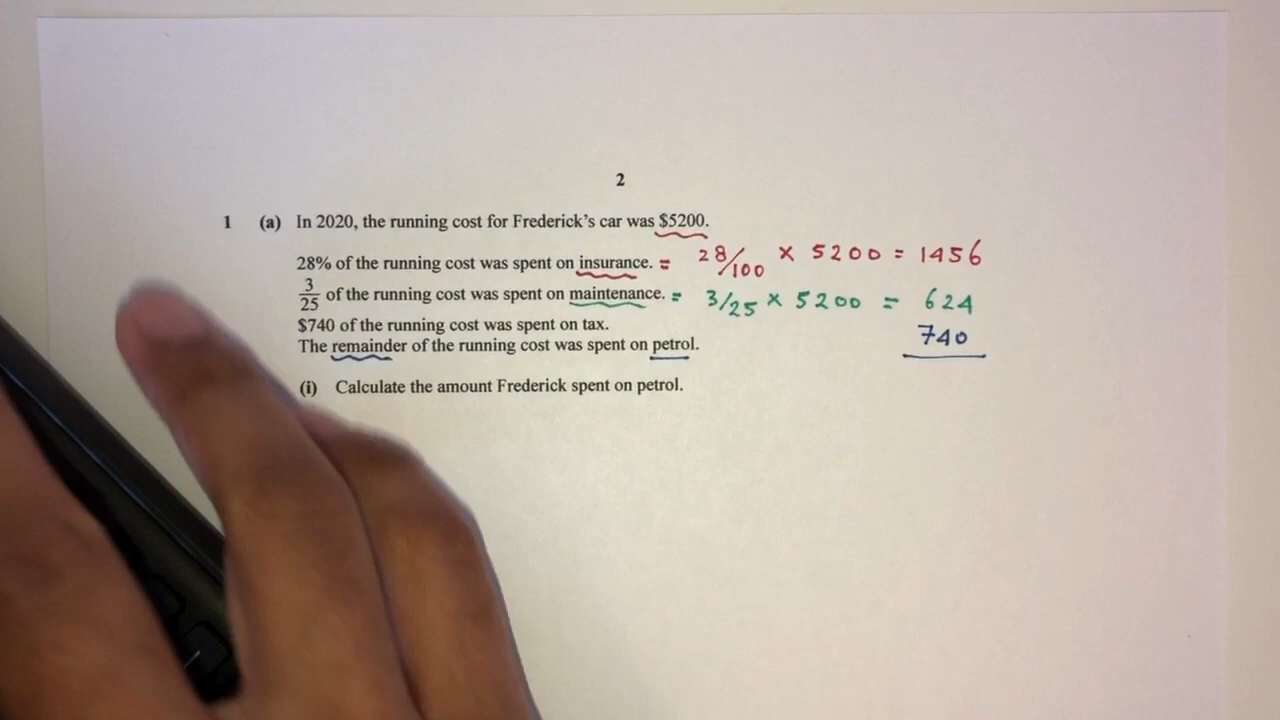 2
1 (a) In 2020, the running cost for Frederick's car was $5200.
28% of the running cost was spent on insurance. = 28/100 × 5200 = 1456
3/25 of the running cost was spent on maintenance. = 3/25 × 5200 = 624
$740 of the running cost was spent on tax. 740
The remainder of the running cost was spent on petrol.
(i) Calculate the amount Frederick spent on petrol.